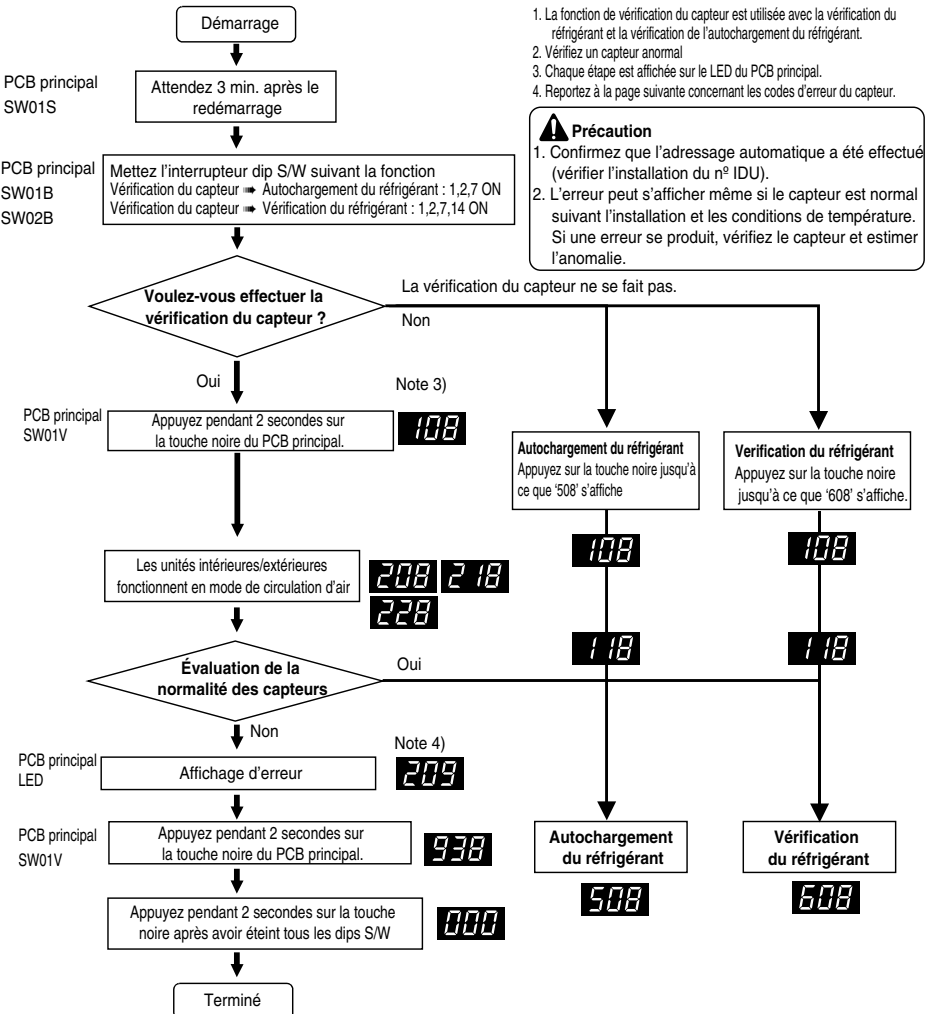 Démarrage
1. La fonction de vérification du capteur est utilisée avec la vérification du
réfrigérant et la vérification de l'autochargement du réfrigérant.
2. Vérifiez un capteur anormal
3. Chaque étape est affichée sur le LED du PCB principal.
4. Reportez à la page suivante concernant les codes d'erreur du capteur.
PCB principal
SW01S
Attendez 3 min. après le
redémarrage
Précaution
1. Confirmez que l'adressage automatique a été effectué
(vérifier l'installation du nº IDU).
2. L'erreur peut s'afficher même si le capteur est normal
suivant l'installation et les conditions de température.
Si une erreur se produit, vérifiez le capteur et estimer
l'anomalie.
PCB principal
SW01B
SW02B
Mettez l'interrupteur dip S/W suivant la fonction
Vérification du capteur ➠ Autochargement du réfrigérant : 1,2,7 ON
Vérification du capteur ➠ Vérification du réfrigérant : 1,2,7,14 ON
Voulez-vous effectuer la
vérification du capteur ?
La vérification du capteur ne se fait pas.
Non
Oui
Note 3)
PCB principal
SW01V
Appuyez pendant 2 secondes sur
la touche noire du PCB principal.
108
Autochargement du réfrigérant
Appuyez sur la touche noire jusqu'à
ce que '508' s'affiche
Verification du réfrigérant
Appuyez sur la touche noire
jusqu'à ce que '608' s'affiche.
108
108
Les unités intérieures/extérieures
fonctionnent en mode de circulation d'air
208 218
228
118
118
Évaluation de la
normalité des capteurs
Oui
Non
Note 4)
PCB principal
LED
Affichage d'erreur
209
PCB principal
SW01V
Appuyez pendant 2 secondes sur
la touche noire du PCB principal.
938
Autochargement
du réfrigérant
Vérification
du réfrigérant
508
608
Appuyez pendant 2 secondes sur la touche
noire après avoir éteint tous les dips S/W
000
Terminé